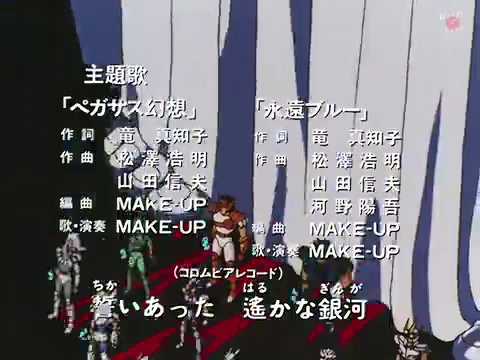 主題歌
「ペガサス幻想」
作詞 竜 真知子
作曲 松澤浩明
山田信夫
編曲 MAKE-UP
歌・演奏 MAKE-UP
「永遠ブルー」
作詞 竜 真知子
作曲 松澤浩明
山田信夫
河野陽吾
編曲 MAKE-UP
歌・演奏 MAKE-UP
(コロムビアレコード)
ちか はる ぎんが
誓いあった 遙かな銀河